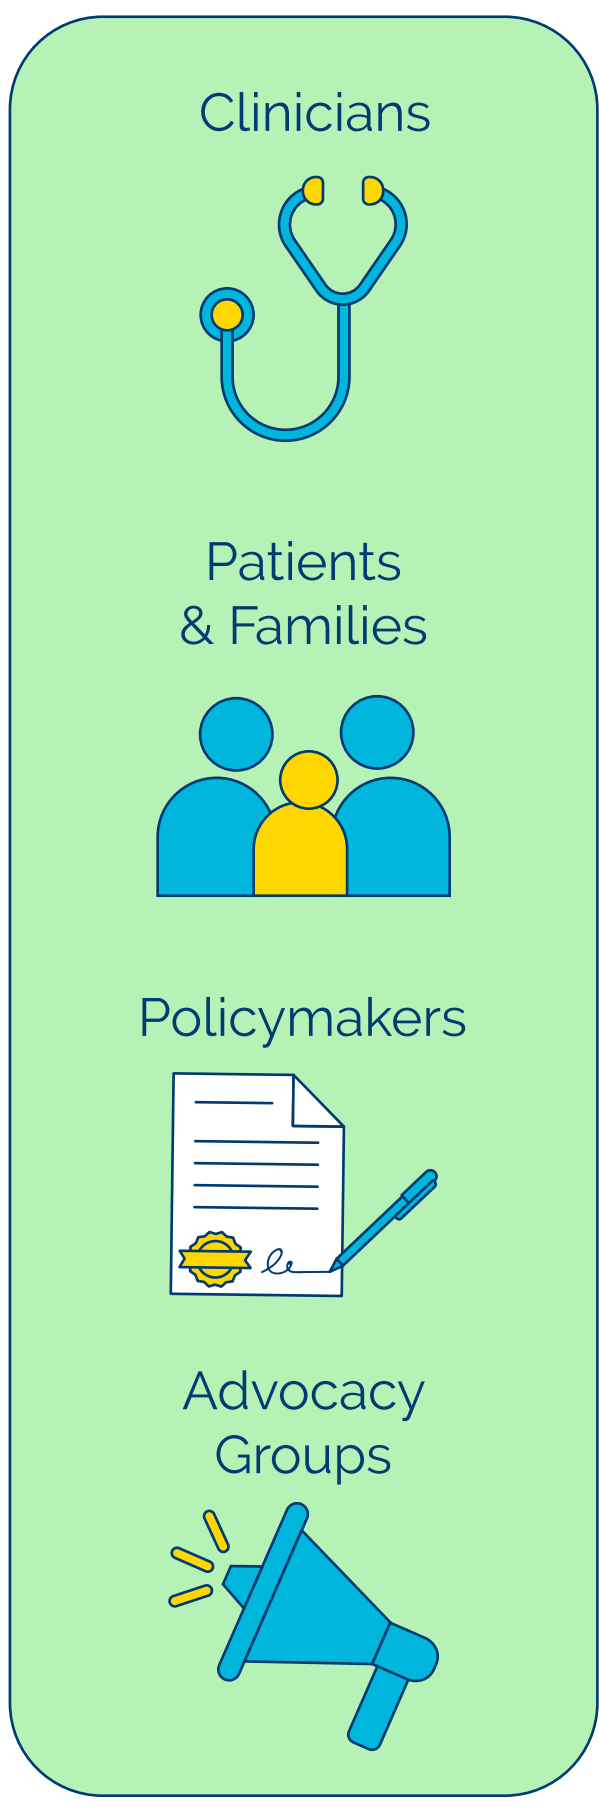 Clinicians
Patients
& Families
Policymakers
Advocacy
Groups